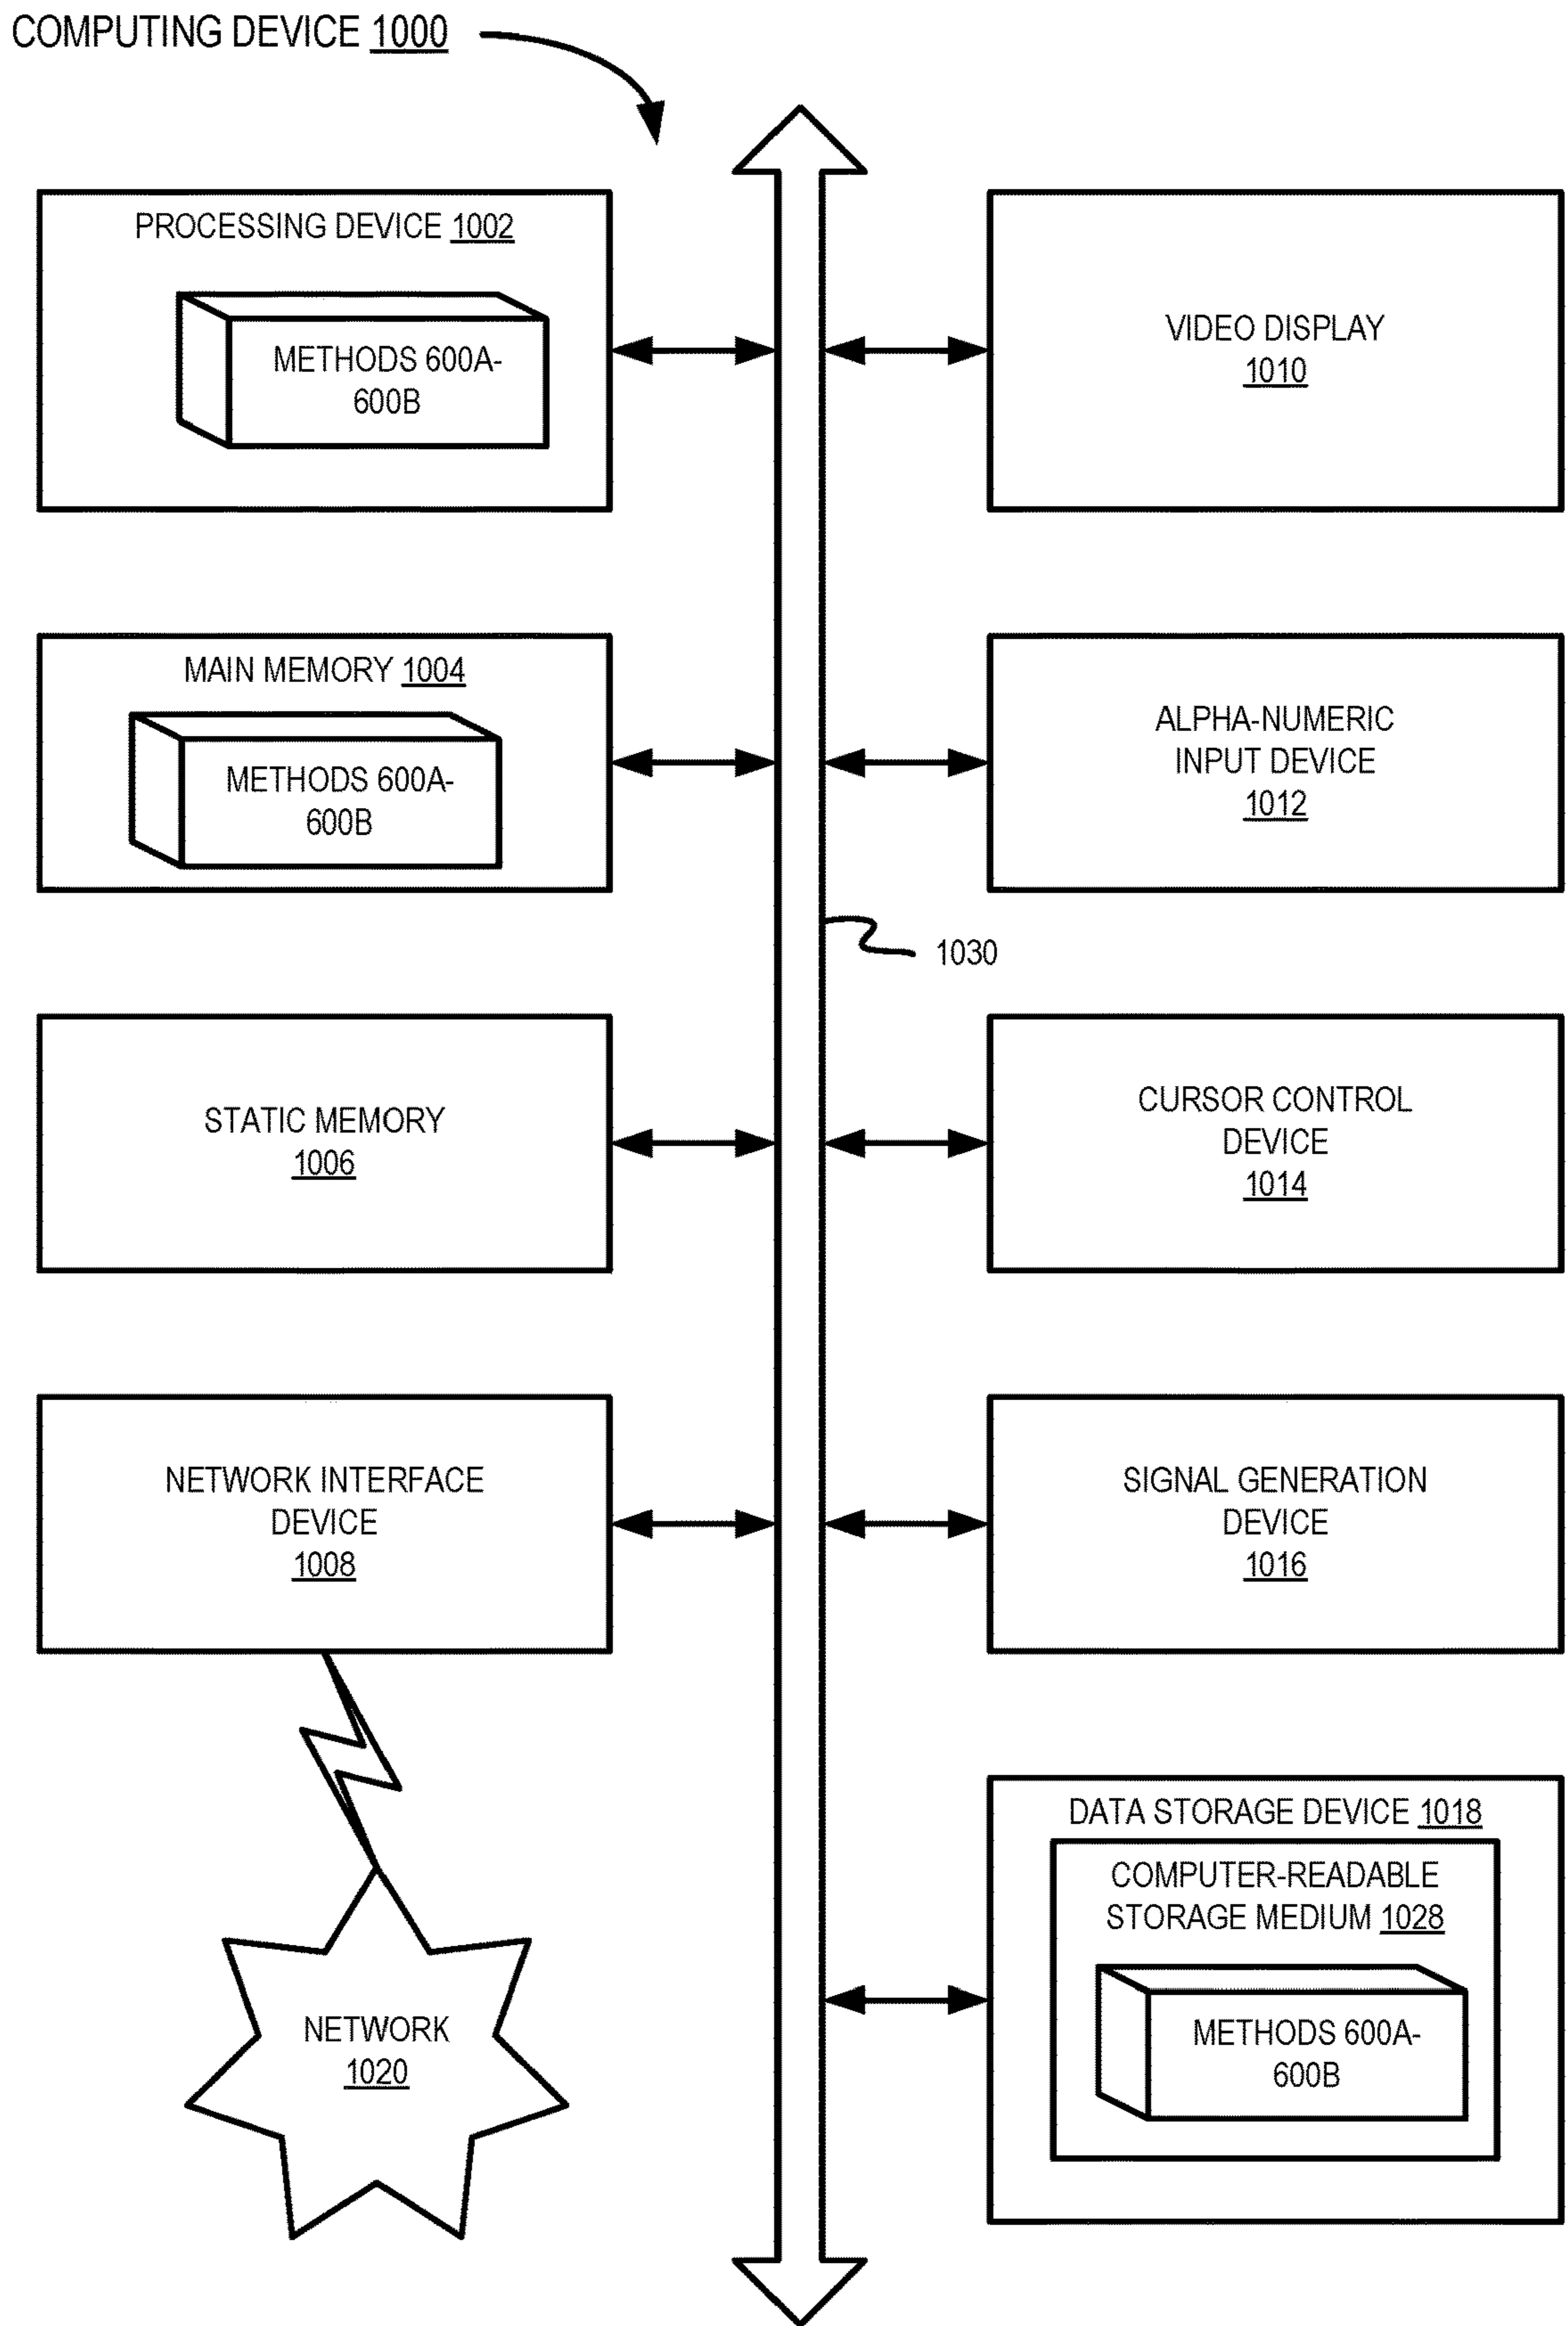 COMPUTING DEVICE 1000
PROCESSING DEVICE 1002
METHODS 600A-
600B
VIDEO DISPLAY
1010
MAIN MEMORY 1004
METHODS 600A-
600B
ALPHA-NUMERIC
INPUT DEVICE
1012
1030
STATIC MEMORY
1006
CURSOR CONTROL
DEVICE
1014
NETWORK INTERFACE
DEVICE
1008
SIGNAL GENERATION
DEVICE
1016
DATA STORAGE DEVICE 1018
COMPUTER-READABLE
STORAGE MEDIUM 1028
METHODS 600A-
600B
NETWORK
1020